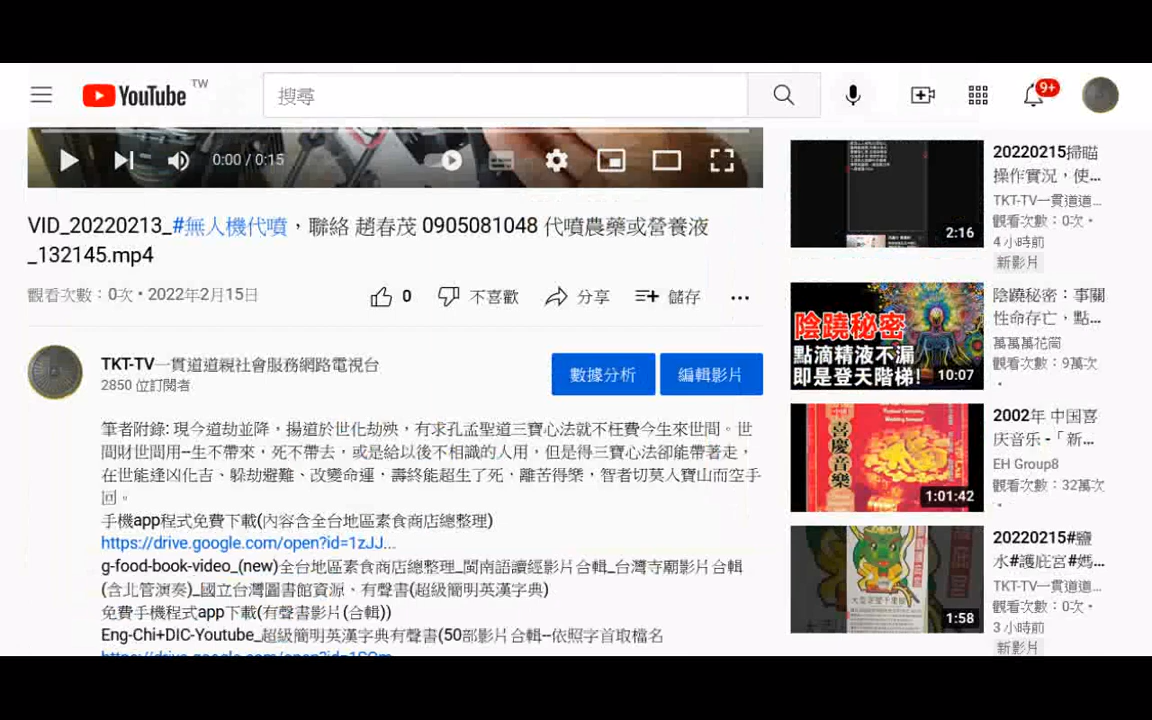 YouTube TW
搜尋
9+
0:00 / 0:15
VID_20220213_#無人機代噴，聯絡 趙春茂 0905081048 代噴農藥或營養液
_132145.mp4
觀看次數：0次・2022年2月15日
0
不喜歡
分享
儲存
TKT-TV一貫道道親社會服務網路電視台
2850 位訂閱者
數據分析
編輯影片
筆者附錄: 現今道劫並降，揚道於世化劫殃，有求孔孟聖道三寶心法就不枉費今生來世間。世
間財世間用--生不帶來，死不帶去，或是給以後不相識的人用，但是得三寶心法卻能帶著走，
在世能逢凶化吉、躲劫避難、改變命運，壽終能超生了死，離苦得樂，智者切莫入寶山而空手
回。
手機app程式免費下載(內容含全台地區素食商店總整理)
https://drive.google.com/open?id=1zJJ...
g-food-book-video_(new)全台地區素食商店總整理_閩南語讀經影片合輯_台灣寺廟影片合輯
(含北管演奏)_國立台灣圖書館資源、有聲書(超級簡明英漢字典)
免費手機程式app下載(有聲書影片(合輯))
Eng-Chi+DIC-Youtube_超級簡明英漢字典有聲書(50部影片合輯--依照字首取檔名
https://drive.google.com/open?id=1SQm...
2:16
20220215掃瞄
操作實況，使...
TKT-TV一貫道道...
觀看次數：0次・
4 小時前
新影片
陰蹺秘密
點滴精液不漏
即是登天階梯！
10:07
陰蹺秘密：事關
性命存亡，點...
萬萬萬花筒
觀看次數：9萬次
・
喜慶音樂
1:01:42
2002年 中国喜
庆音乐 -「新...
EH Group8
觀看次數：32萬次
・
1:58
20220215#鹽
水#護庇宮#媽...
TKT-TV一貫道道...
觀看次數：0次・
3 小時前
新影片